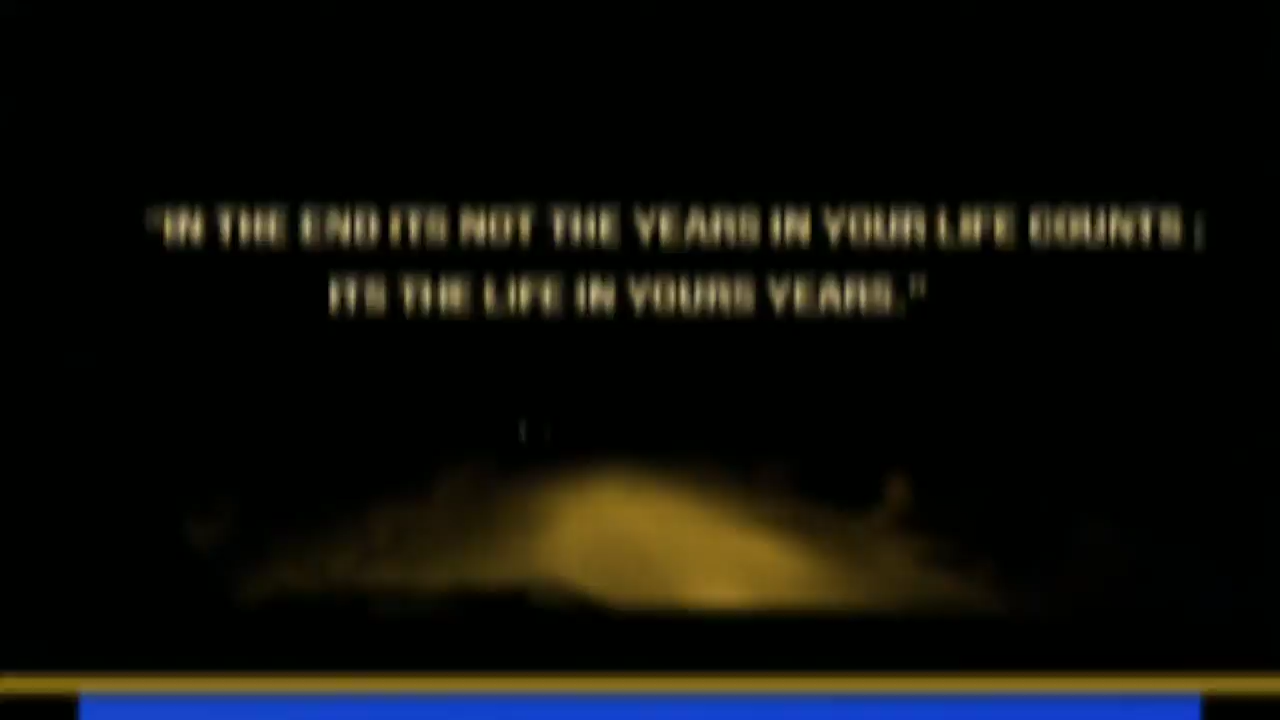 "IN THE END ITS NOT THE YEARS IN YOUR LIFE COUNTS ;
ITS THE LIFE IN YOURS YEARS."